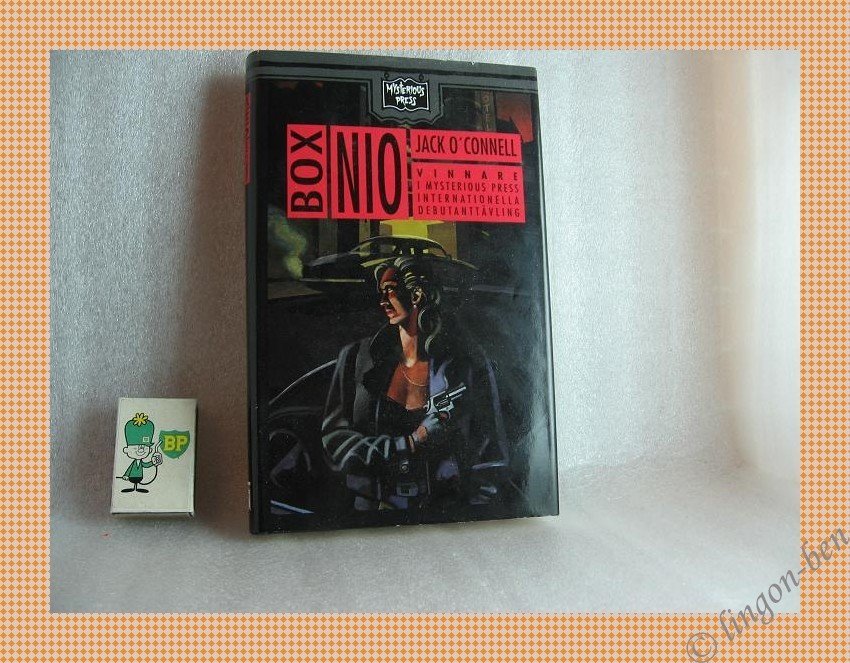 MYSTERIOUS
PRESS
BOX
NIO
JACK O'CONNELL
VINNARE
I MYSTERIOUS PRESS
INTERNATIONELLA
DEBUTANTTÄVLING
BP
© lingon-ben